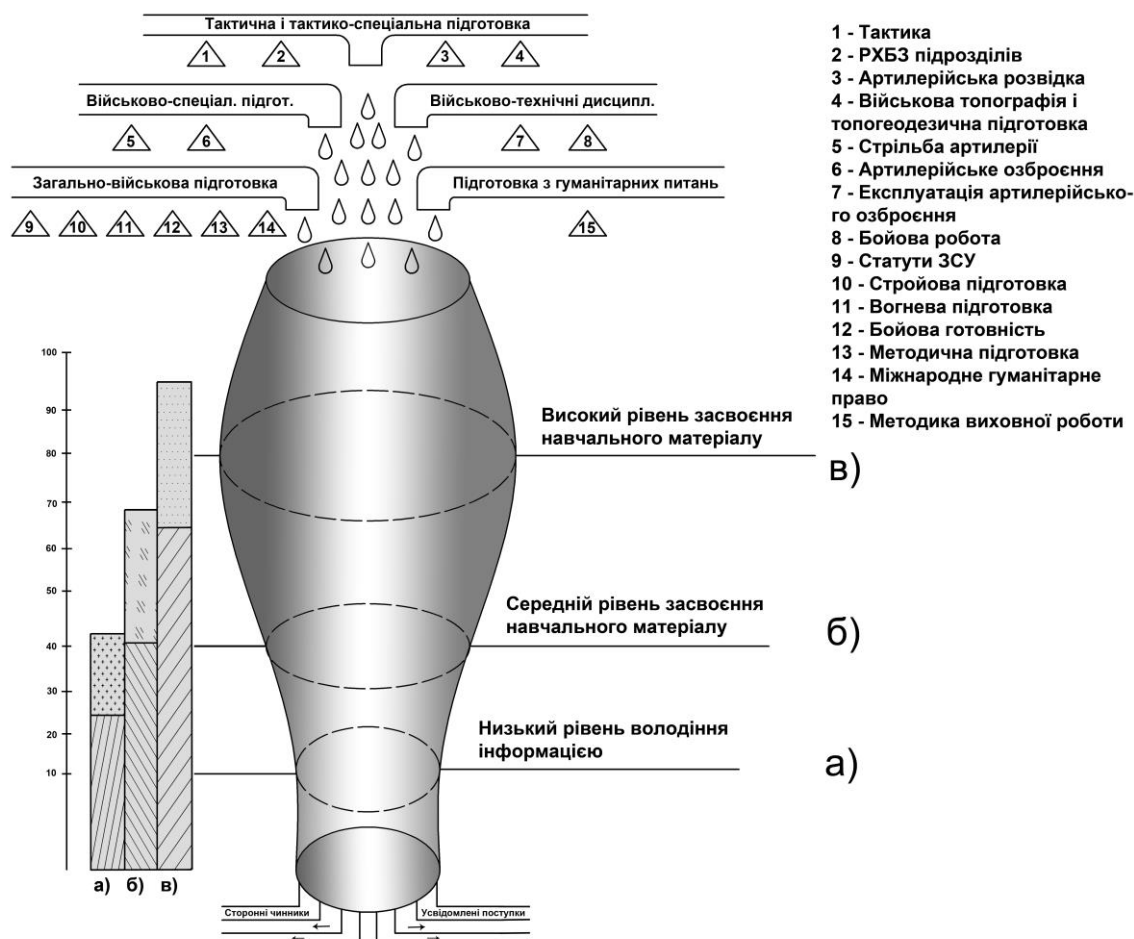 Тактична і тактико-спеціальна підготовка
1 2 3 4
Військово-спеціал. підгот. Військово-технічні дисципл.
5 6 7 8
Загально-військова підготовка Підготовка з гуманітарних питань
9 10 11 12 13 14 15
1 - Тактика
2 - РХБЗ підрозділів
3 - Артилерійська розвідка
4 - Військова топографія і
топогеодезична підготовка
5 - Стрільба артилерії
6 - Артилерійське озброєння
7 - Експлуатація артилерійсько-
го озброєння
8 - Бойова робота
9 - Статути ЗСУ
10 - Стройова підготовка
11 - Вогнева підготовка
12 - Бойова готовність
13 - Методична підготовка
14 - Міжнародне гуманітарне
право
15 - Методика виховної роботи
100
90
80
70
60
50
40
30
20
10
а) б) в)
Високий рівень засвоєння
навчального матеріалу
в)
Середній рівень засвоєння
навчального матеріалу
б)
Низький рівень володіння
інформацією
а)
Сторонні чинники Усвідомлені поступки